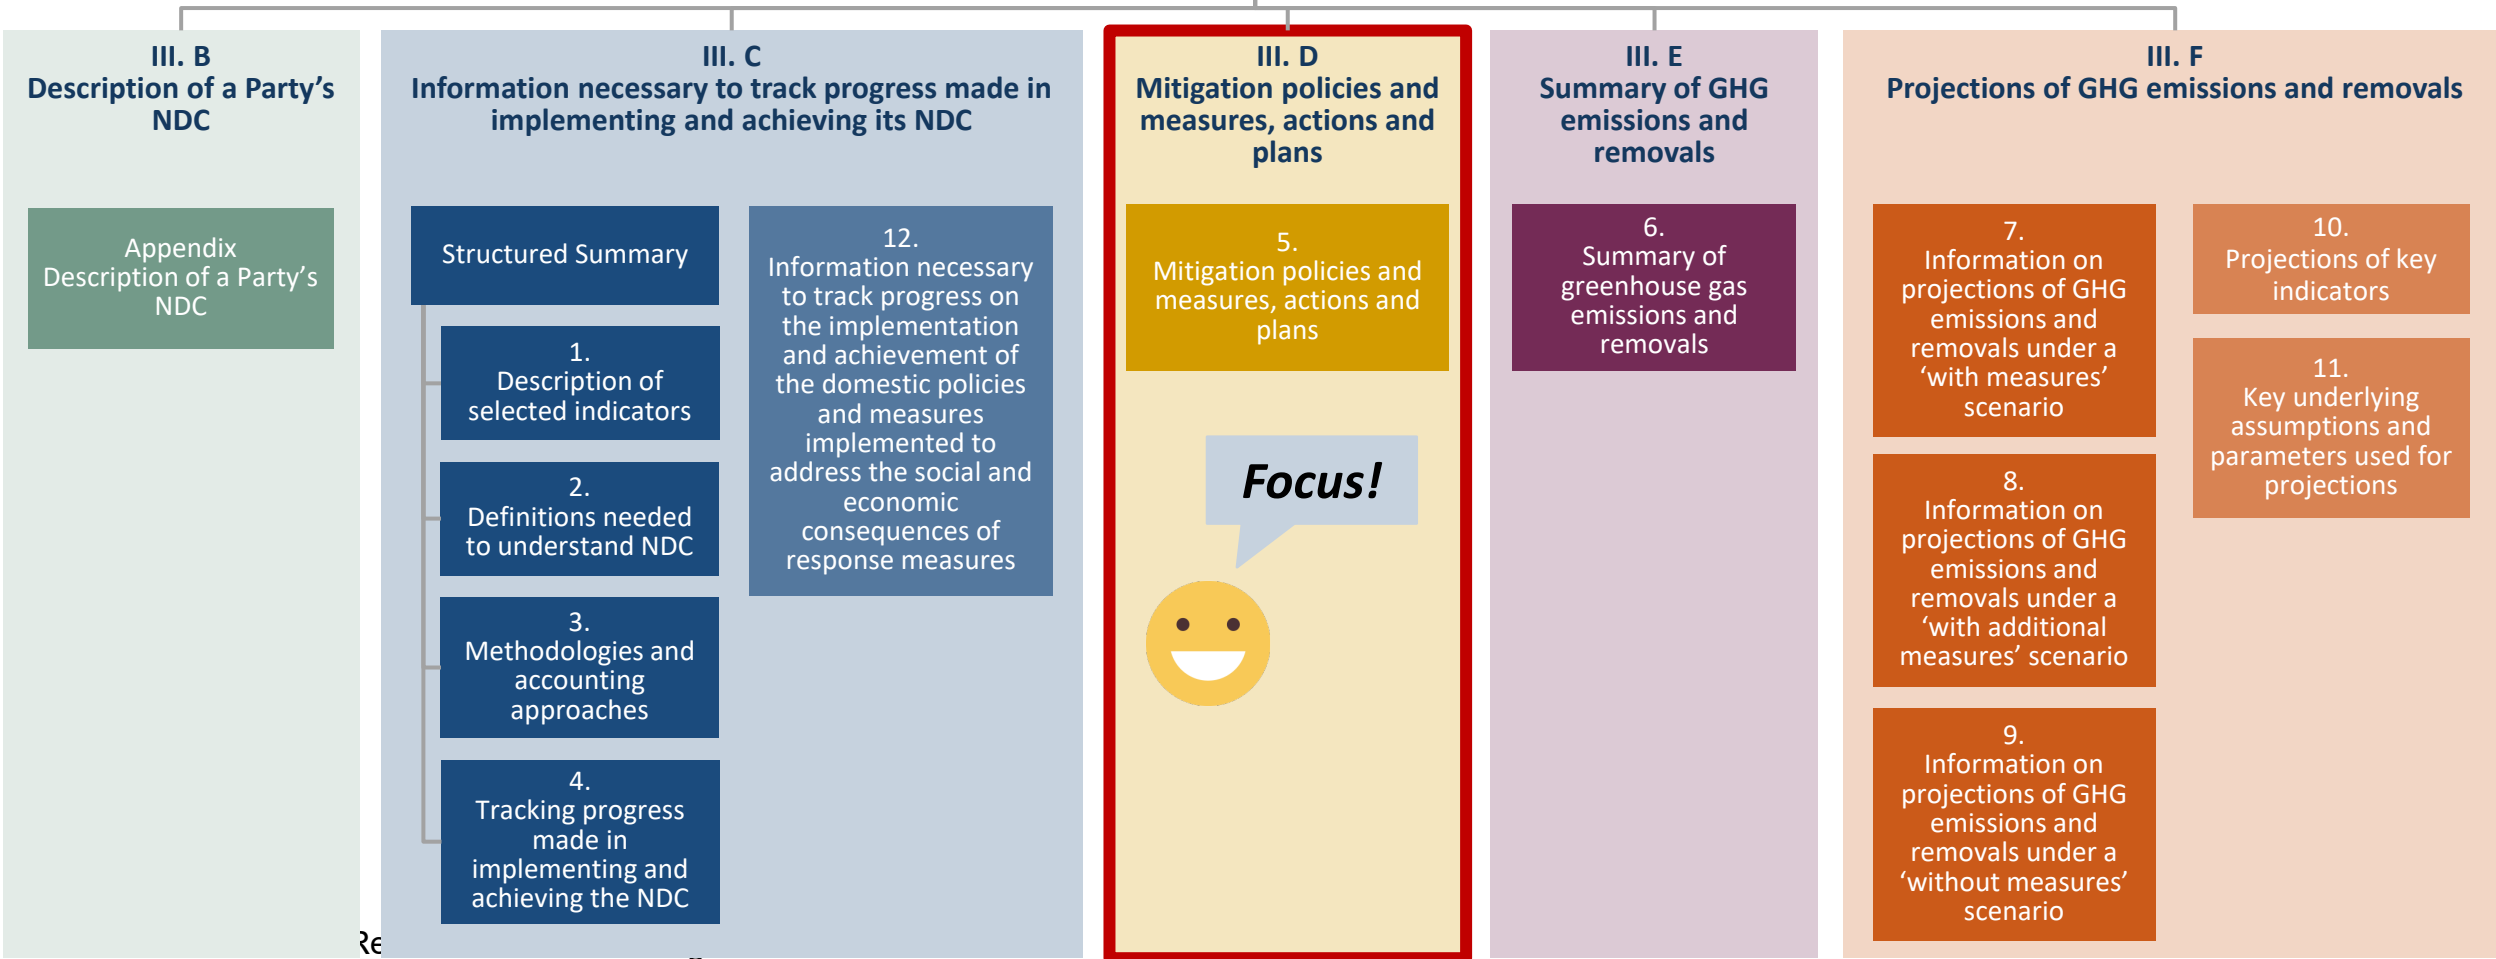 III. B
Description of a Party's
NDC
Appendix
Description of a Party's
NDC
III. C
Information necessary to track progress made in
implementing and achieving its NDC
Structured Summary
1.
Description of
selected indicators
2.
Definitions needed
to understand NDC
3.
Methodologies and
accounting
approaches
4.
Tracking progress
made in
implementing and
achieving the NDC
12.
Information necessary
to track progress on
the implementation
and achievement of
the domestic policies
and measures
implemented to
address the social and
economic
consequences of
response measures
III. D
Mitigation policies and
measures, actions and
plans
5.
Mitigation policies and
measures, actions and
plans
Focus!
III. E
Summary of GHG
emissions and
removals
6.
Summary of
greenhouse gas
emissions and
removals
III. F
Projections of GHG emissions and removals
7.
Information on
projections of GHG
emissions and
removals under a
‘with measures’
scenario
8.
Information on
projections of GHG
emissions and
removals under a
‘with additional
measures’ scenario
9.
Information on
projections of GHG
emissions and
removals under a
‘without measures’
scenario
10.
Projections of key
indicators
11.
Key underlying
assumptions and
parameters used for
projections